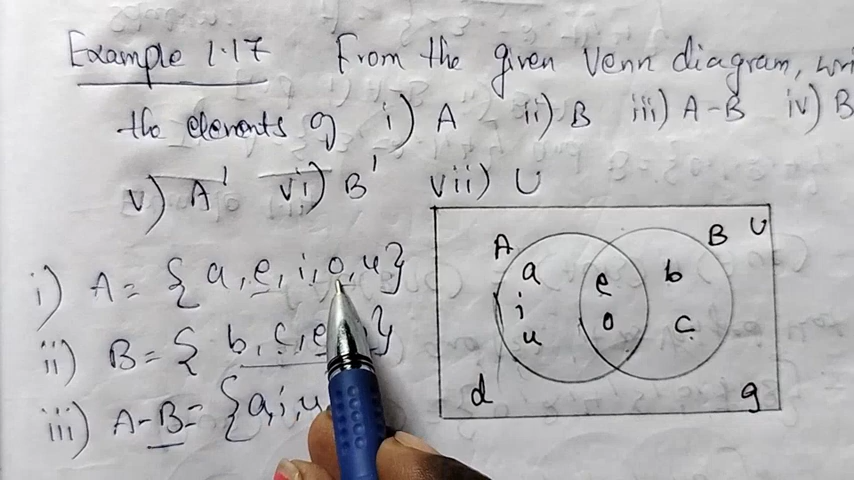 Example 1.17 From the given Venn diagram, wri
the elements of i) A ii) B iii) A-B iv) B
v) A' vi) B' vii) U
i) A = { a, e, i, o, u}
ii) B = { b, c, e }
iii) A-B = {a, i, u
A B U
a e b
i
u o c
d g